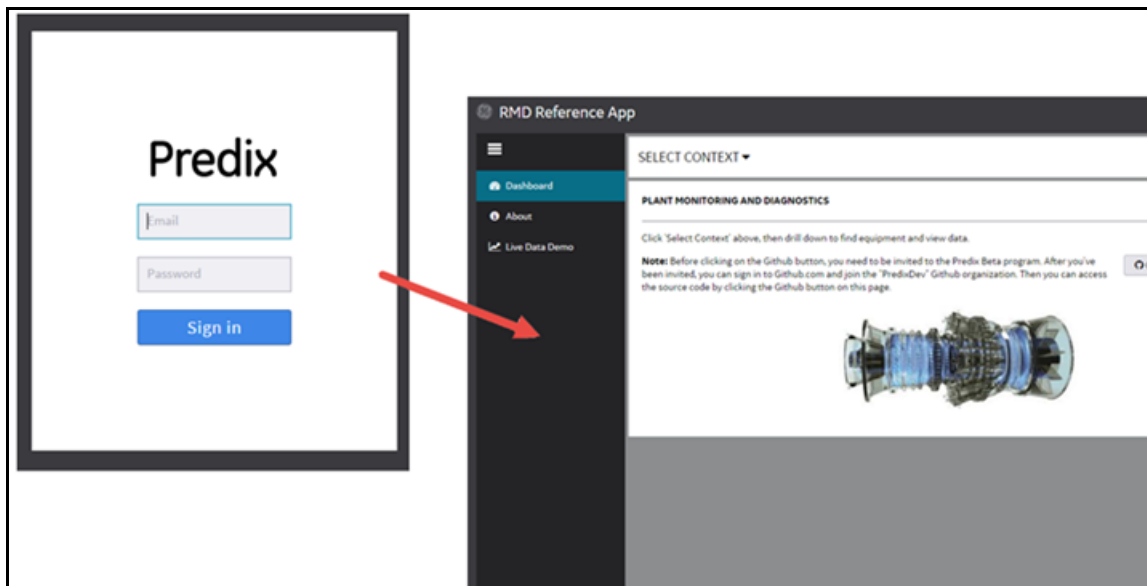 Predix
Email
Password
Sign in
RMD Reference App
SELECT CONTEXT
Dashboard
About
Live Data Demo
PLANT MONITORING AND DIAGNOSTICS
Click 'Select Context' above, then drill down to find equipment and view data.
Note: Before clicking on the Github button, you need to be invited to the Predix Beta program. After you've
been invited, you can sign in to Github.com and join the "PredixDev" Github organization. Then you can access
the source code by clicking the Github button on this page.